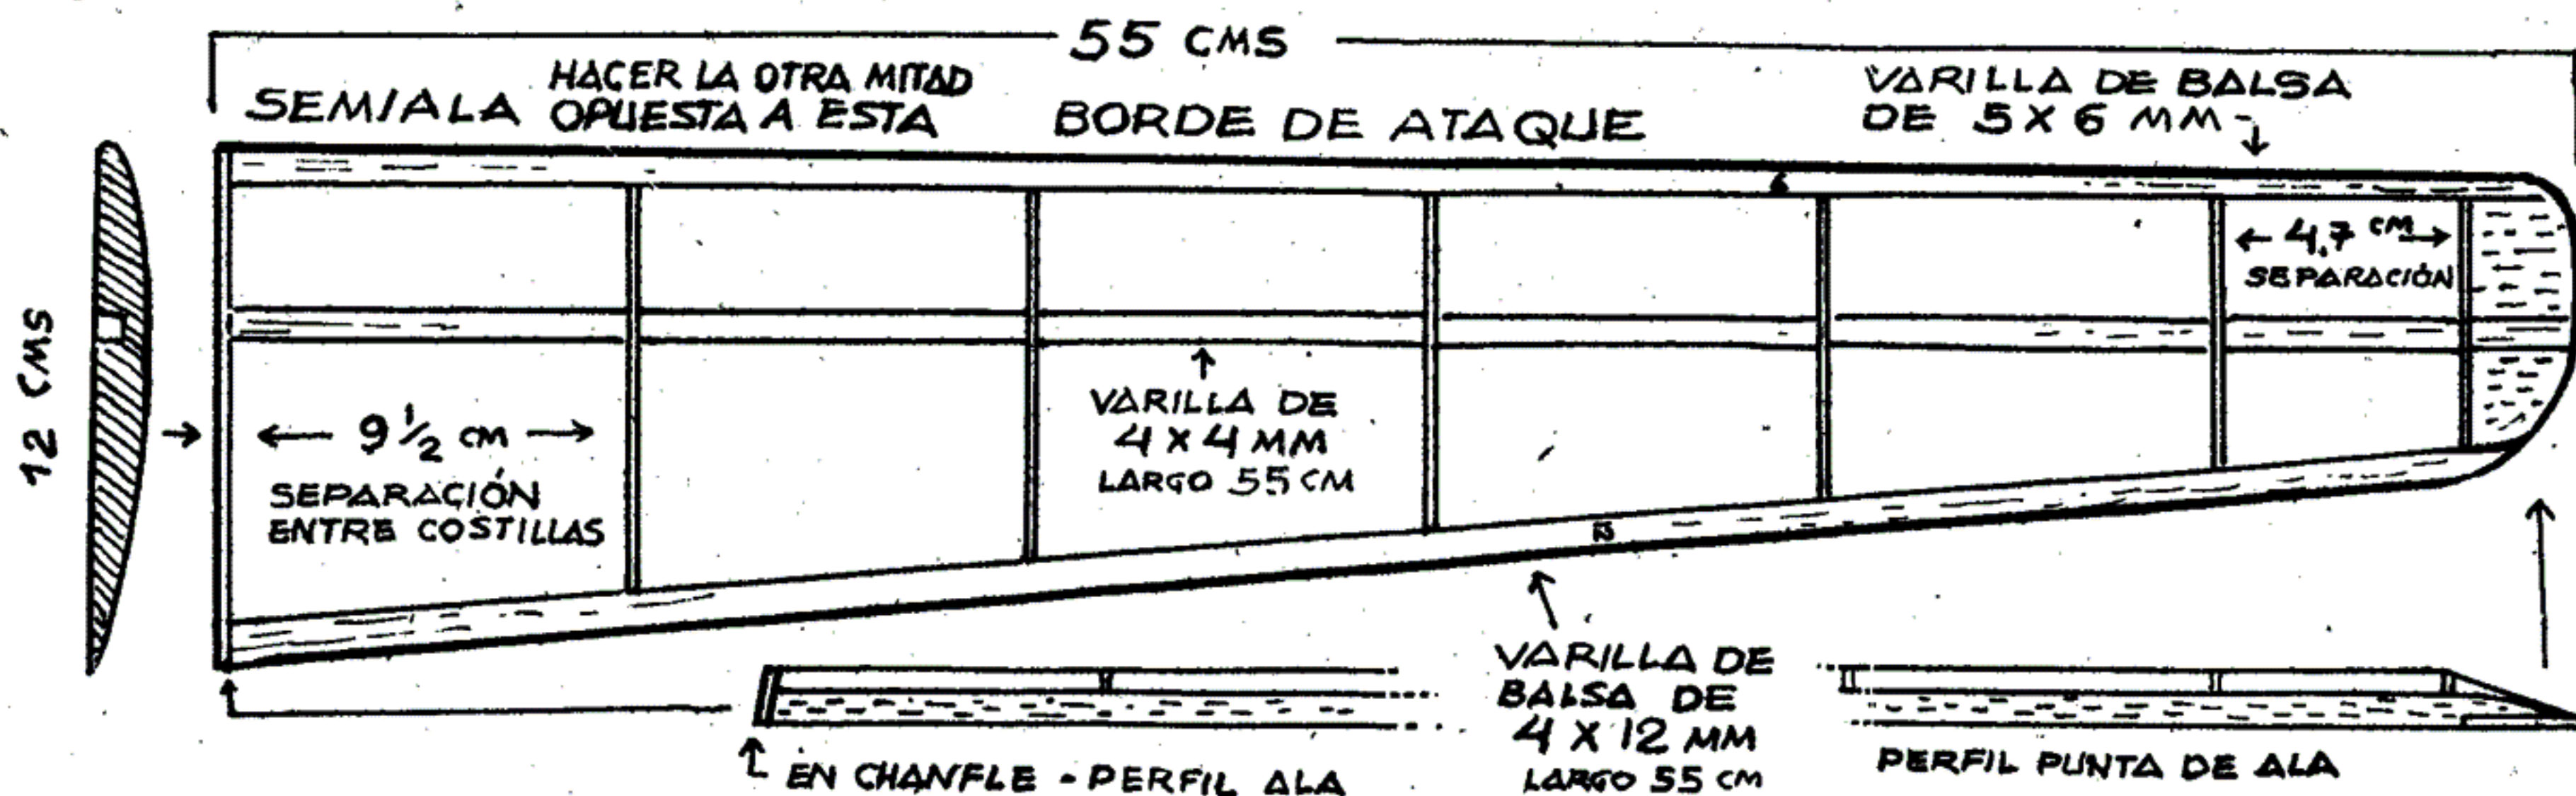 55 CMS
SEMIALA HACER LA OTRA MITAD
OPUESTA A ESTA
BORDE DE ATAQUE
VARILLA DE BALSA
DE 5 X 6 MM
12 CMS
4,7 CM
SEPARACIÓN
9 1/2 CM
SEPARACIÓN
ENTRE COSTILLAS
VARILLA DE
4 X 4 MM
LARGO 55 CM
VARILLA DE
BALSA DE
4 X 12 MM
LARGO 55 CM
EN CHANFLE - PERFIL ALA
PERFIL PUNTA DE ALA